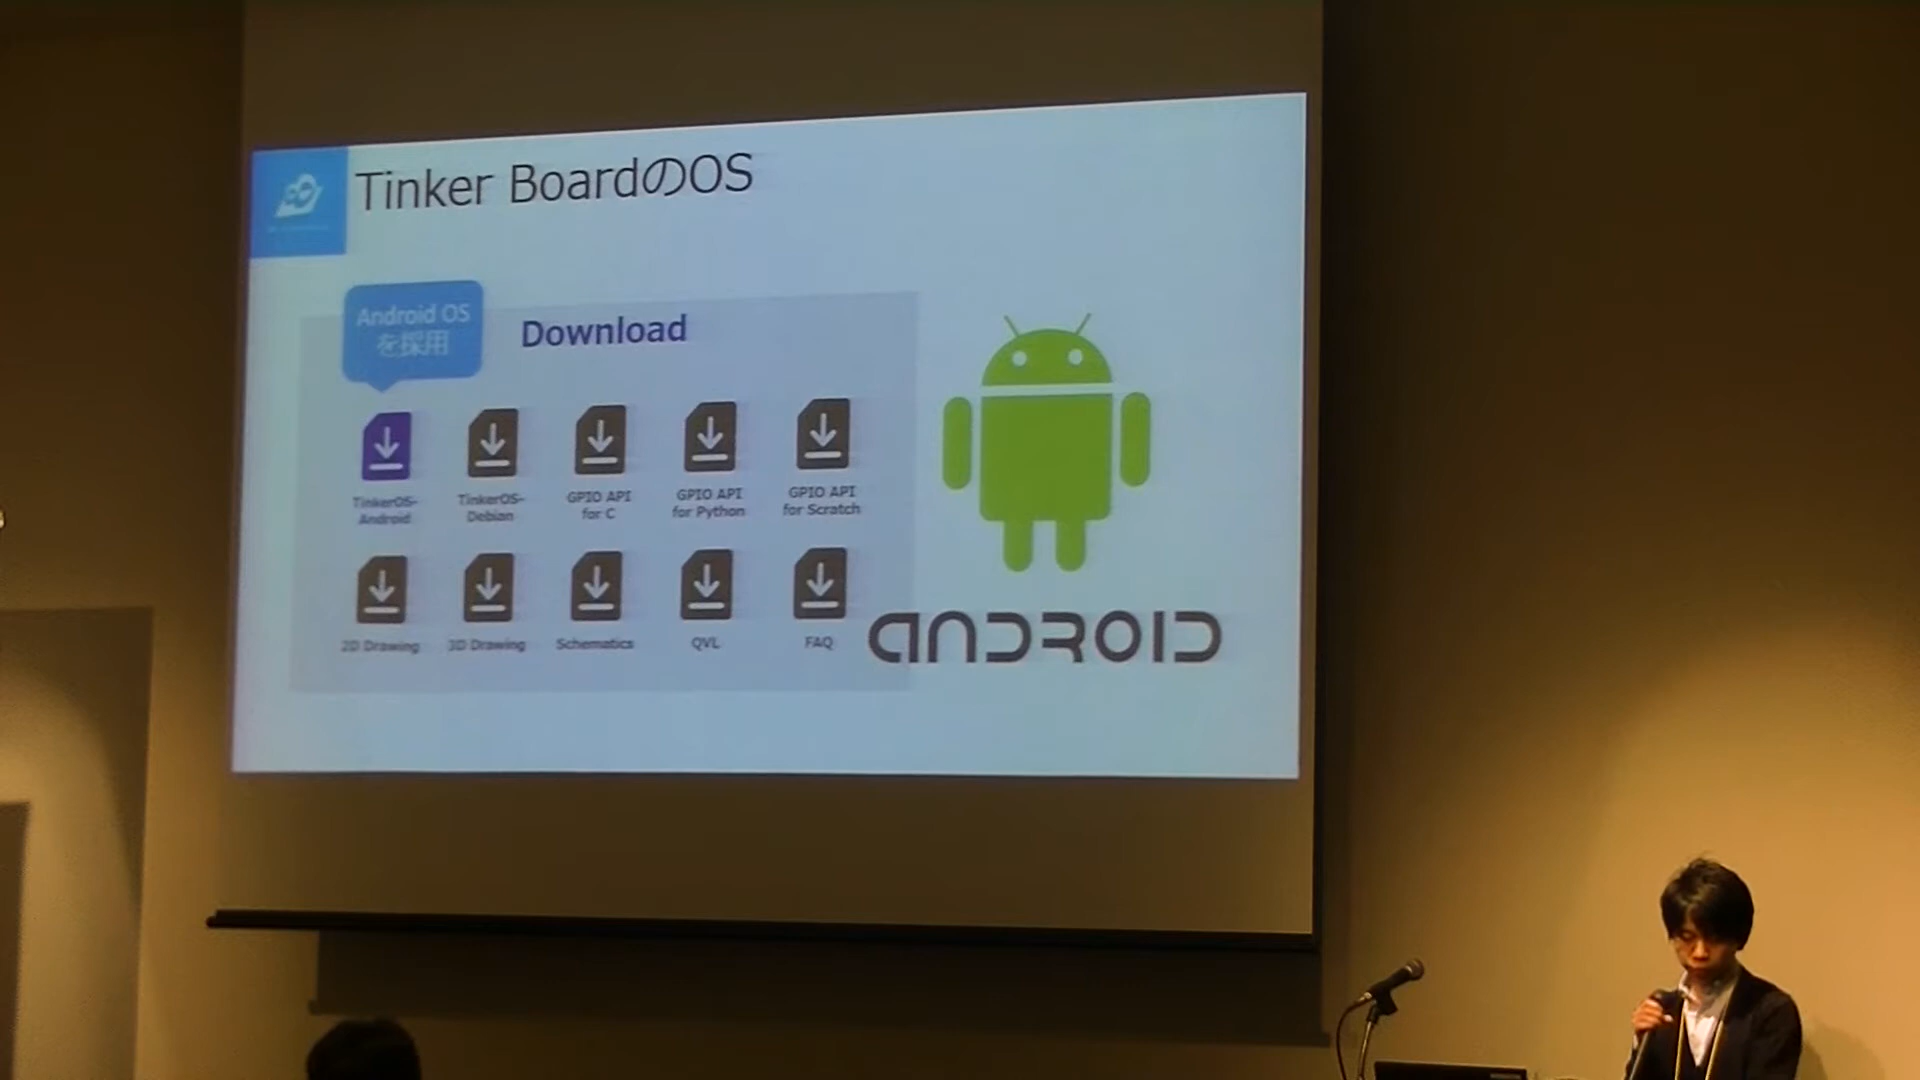 Tinker BoardのOS
Android OS
を採用
Download
TinkerOS-
Android
TinkerOS-
Debian
GPIO API
for C
GPIO API
for Python
GPIO API
for Scratch
2D Drawing
3D Drawing
Schematics
QVL
FAQ
ANDROID